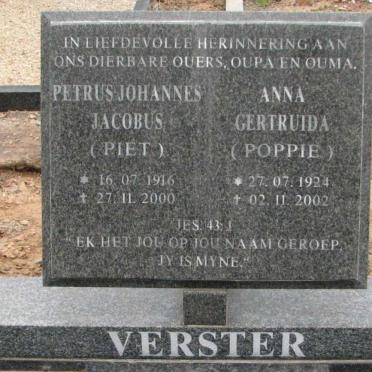 IN LIEFDEVOLLE HERINNERING AAN
ONS DIERBARE OUERS, OUPA EN OUMA.
PETRUS JOHANNES
JACOBUS
( PIET )
* 16. 07. 1916
† 27. 11. 2000
ANNA
GERTRUIDA
( POPPIE )
* 27. 07. 1924
† 02. 11. 2002
JES. 43: 1
"EK HET JOU OP JOU NAAM GEROEP,
JY IS MYNE."
VERSTER